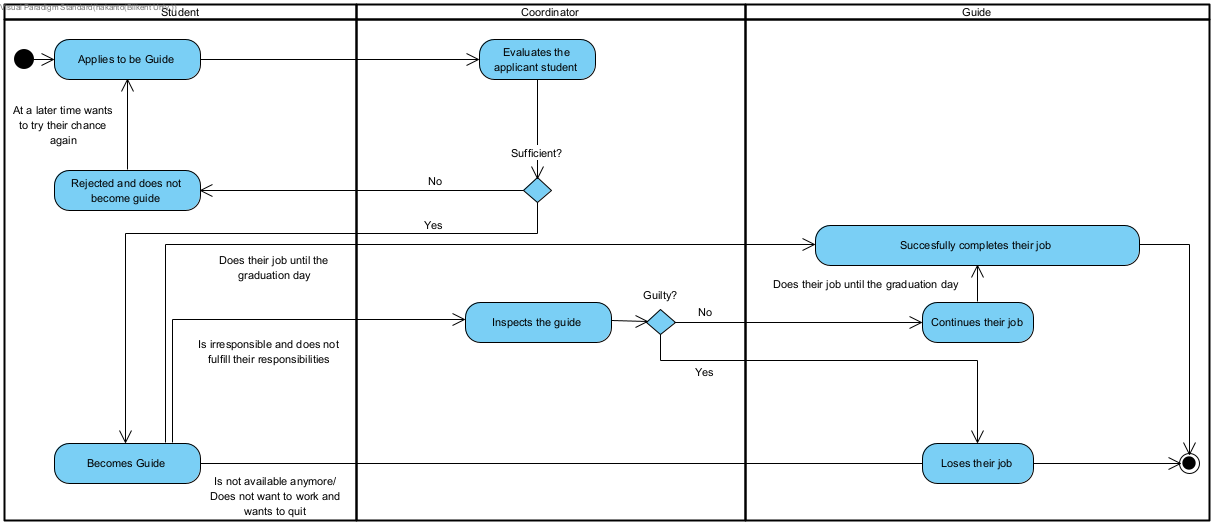 Visual Paradigm Standard(hakanto(Bilkent Univ.))
Student
Coordinator
Guide
Applies to be Guide
Evaluates the
applicant student
At a later time wants
to try their chance
again
Sufficient?
Rejected and does not
become guide
No
Yes
Succesfully completes their job
Does their job until the
graduation day
Does their job until the graduation day
Guilty?
Inspects the guide
No
Continues their job
Is irresponsible and does not
fulfill their responsibilities
Yes
Becomes Guide
Loses their job
Is not available anymore/
Does not want to work and
wants to quit